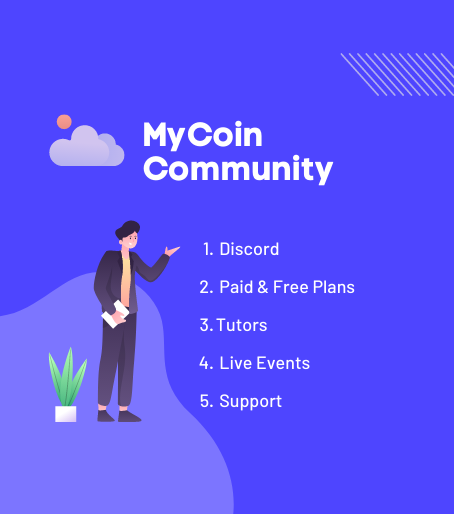 MyCoin
Community
1. Discord
2. Paid & Free Plans
3. Tutors
4. Live Events
5. Support